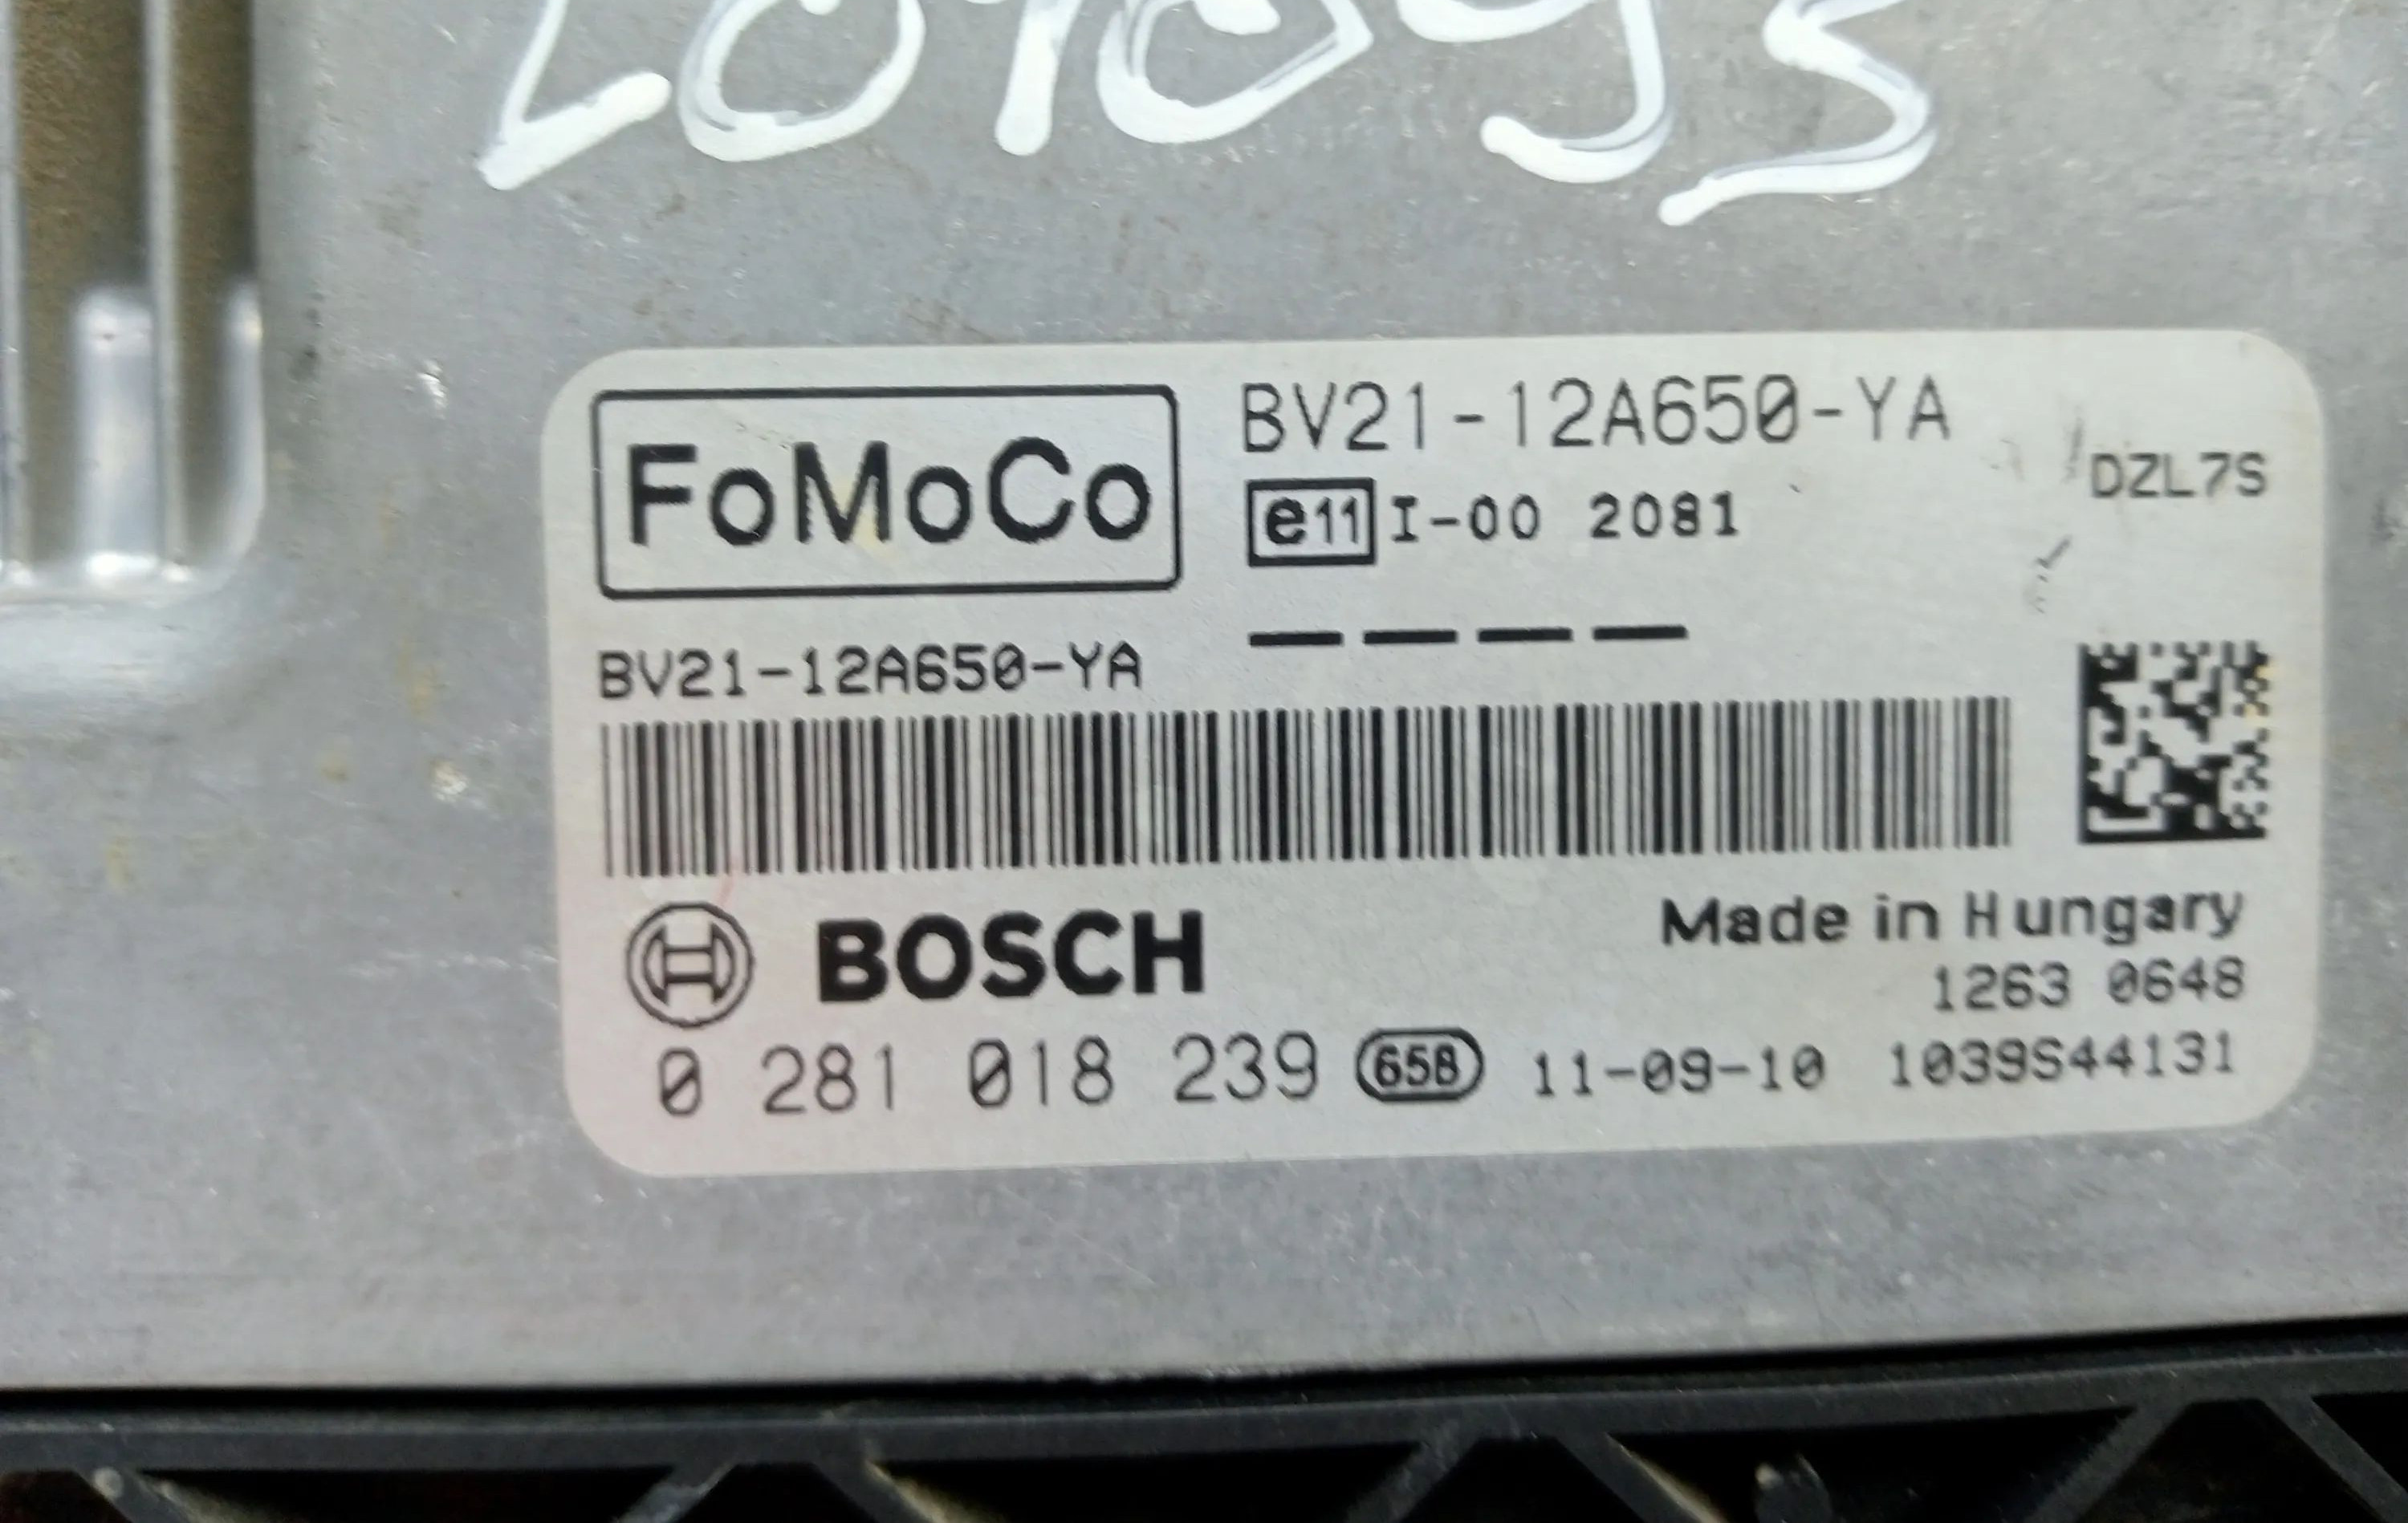 FoMoCo
BV21-12A650-YA
e11 I-00 2081
DZL7S
BV21-12A650-YA
BOSCH
Made in Hungary
1263 0648
0 281 018 239 658 11-09-10 1039S44131